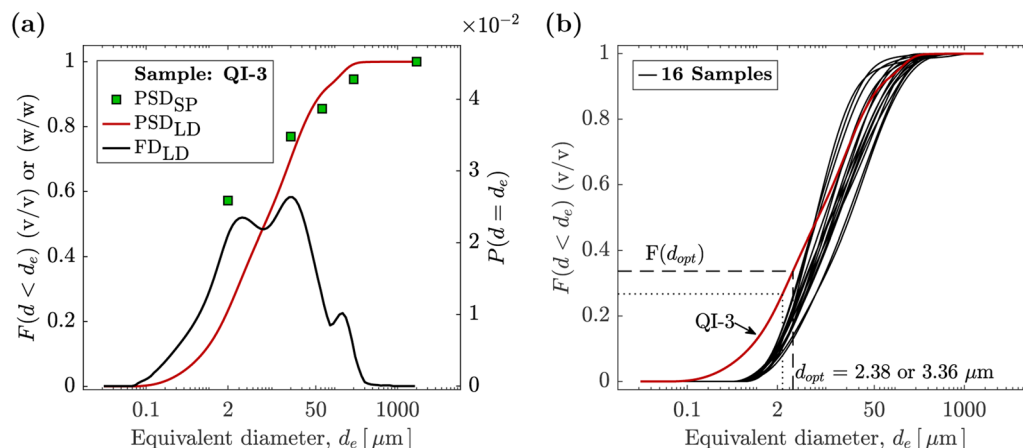 (a)
×10⁻²
Sample: QI-3
PSD_SP
PSD_LD
FD_LD
F(d < d_e) (v/v) or (w/w)
1
0.8
0.6
0.4
0.2
0
P(d = d_e)
4
3
2
1
0
0.1 2 50 1000
Equivalent diameter, d_e [μm]
(b)
16 Samples
F(d < d_e) (v/v)
1
0.8
0.6
0.4
0.2
0
F(d_opt)
QI-3
d_opt = 2.38 or 3.36 μm
0.1 2 50 1000
Equivalent diameter, d_e [μm]